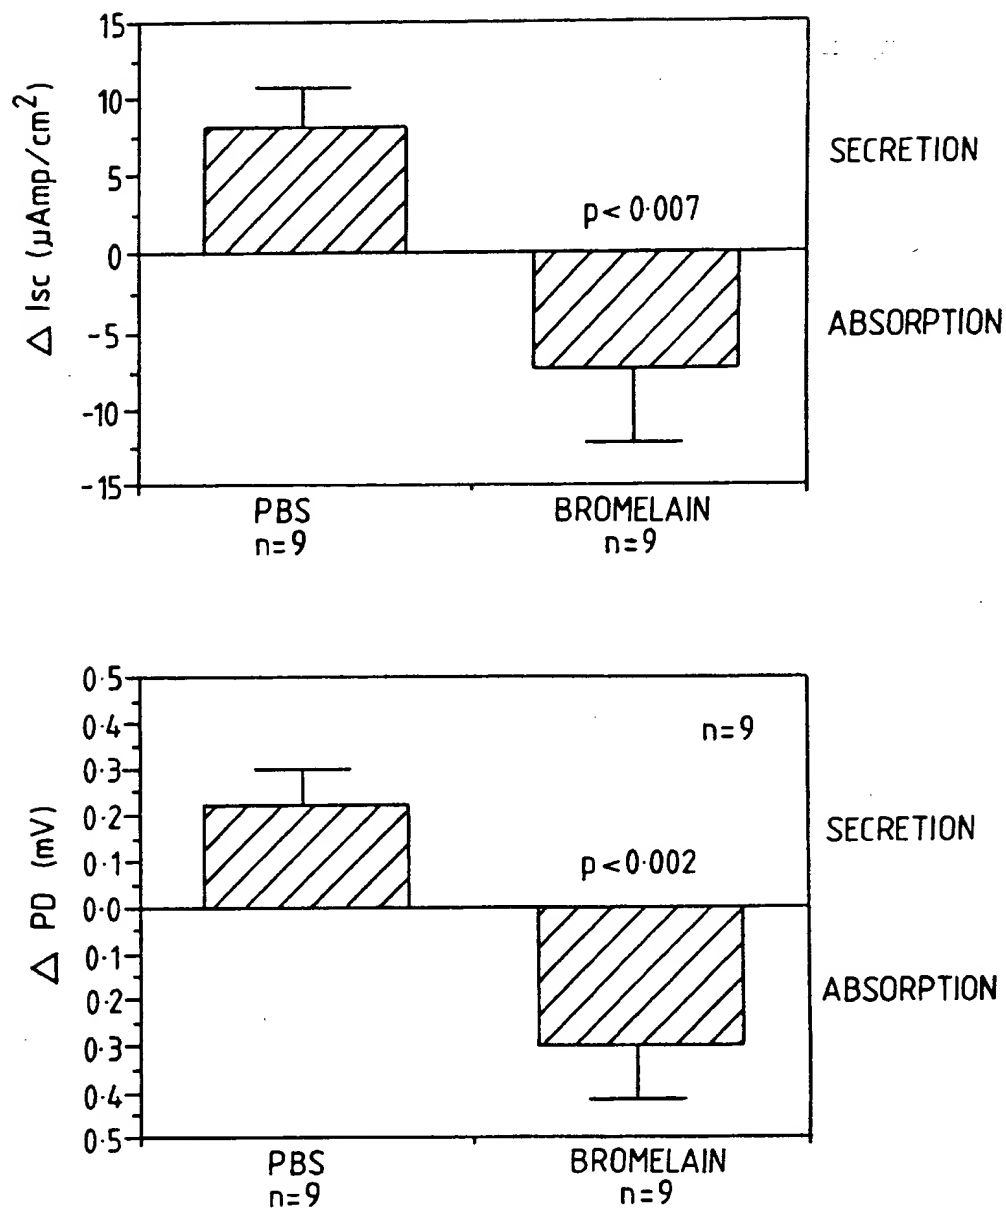 Δ Isc (µAmp/cm²)
15
10
5
0
-5
-10
-15
SECRETION
p<0·007
ABSORPTION
PBS
n=9
BROMELAIN
n=9
Δ PD (mV)
0·5
0·4
0·3
0·2
0·1
0·0
0·1
0·2
0·3
0·4
0·5
n=9
SECRETION
p<0·002
ABSORPTION
PBS
n=9
BROMELAIN
n=9